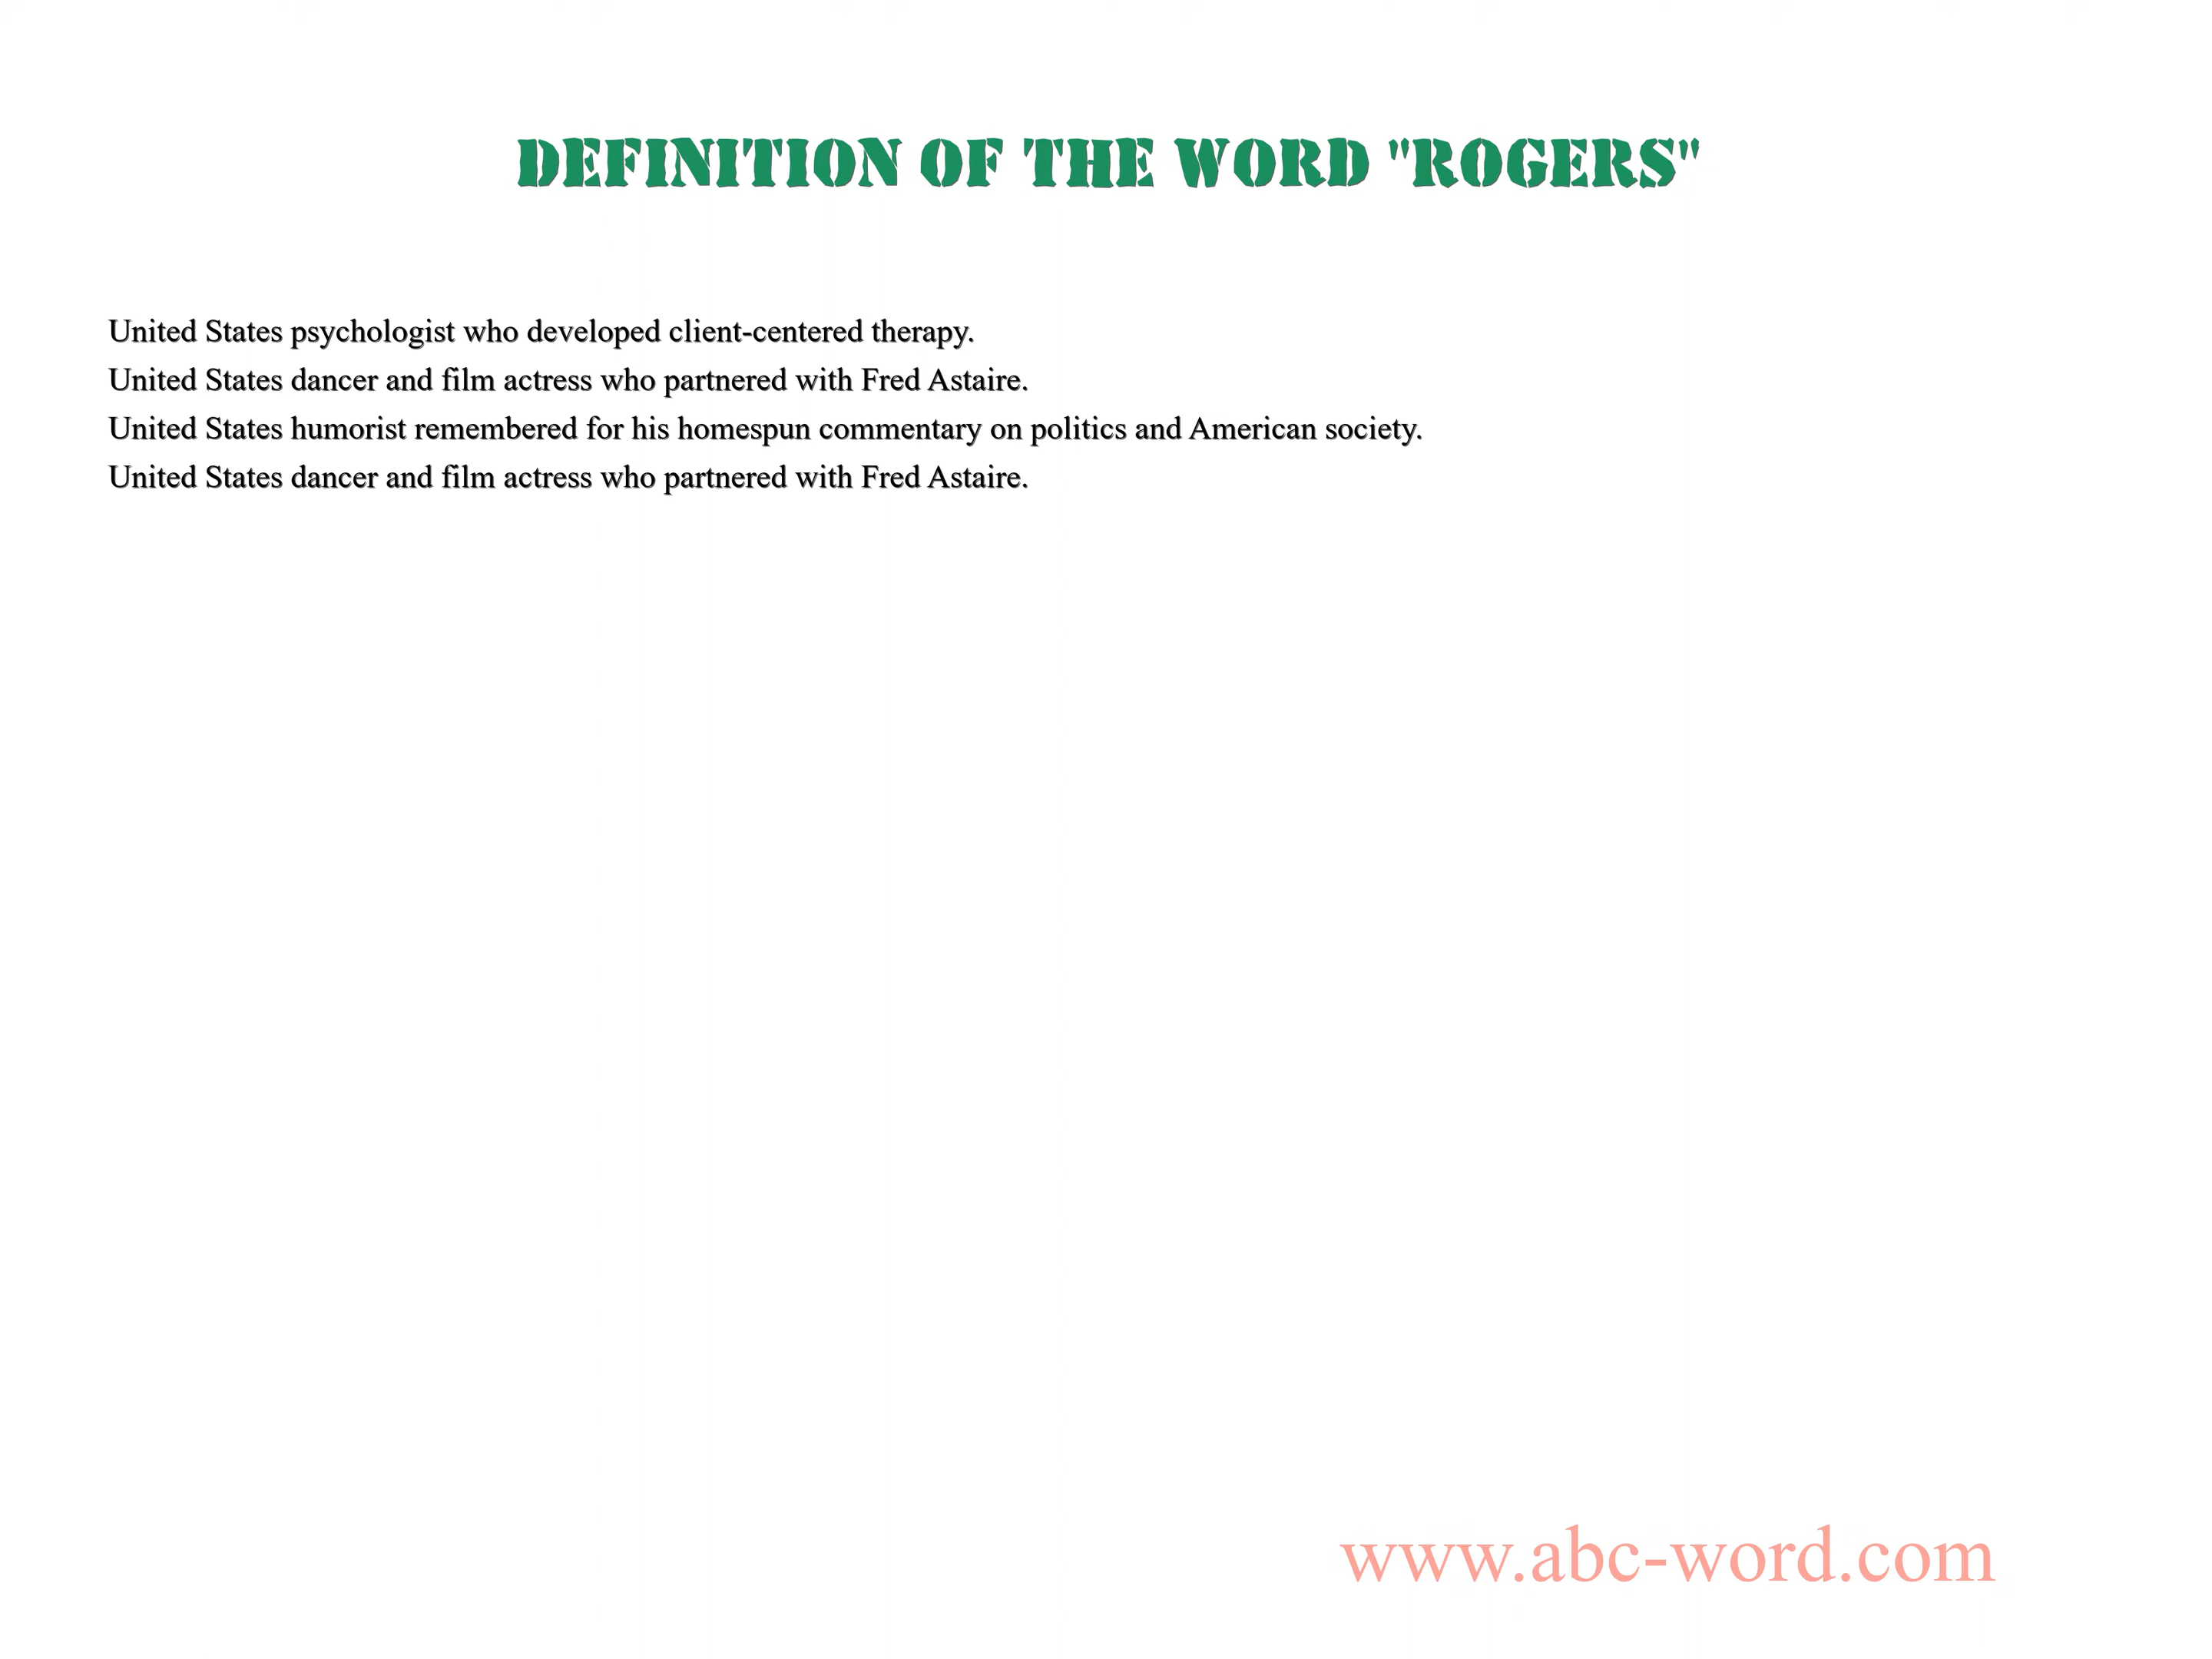 DEFINITION OF THE WORD "ROGERS"
United States psychologist who developed client-centered therapy.
United States dancer and film actress who partnered with Fred Astaire.
United States humorist remembered for his homespun commentary on politics and American society.
United States dancer and film actress who partnered with Fred Astaire.
www.abc-word.com